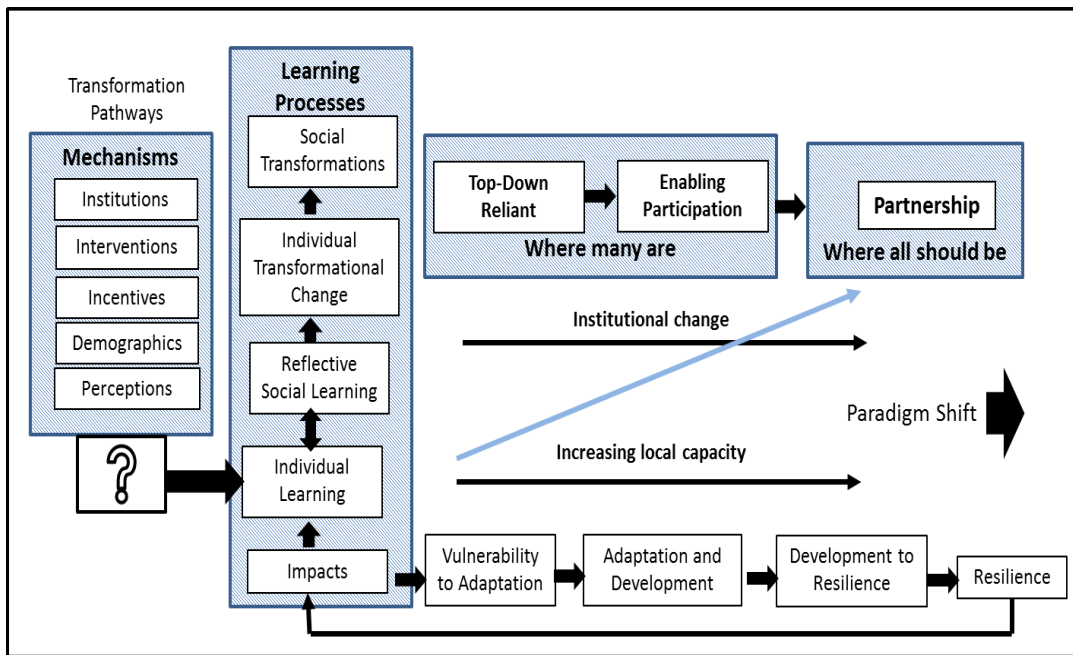 Transformation
Pathways
Mechanisms
Institutions
Interventions
Incentives
Demographics
Perceptions
?
Learning
Processes
Social
Transformations
Individual
Transformational
Change
Reflective
Social Learning
Individual
Learning
Impacts
Top-Down
Reliant
Enabling
Participation
Where many are
Partnership
Where all should be
Institutional change
Increasing local capacity
Paradigm Shift
Vulnerability
to Adaptation
Adaptation and
Development
Development to
Resilience
Resilience